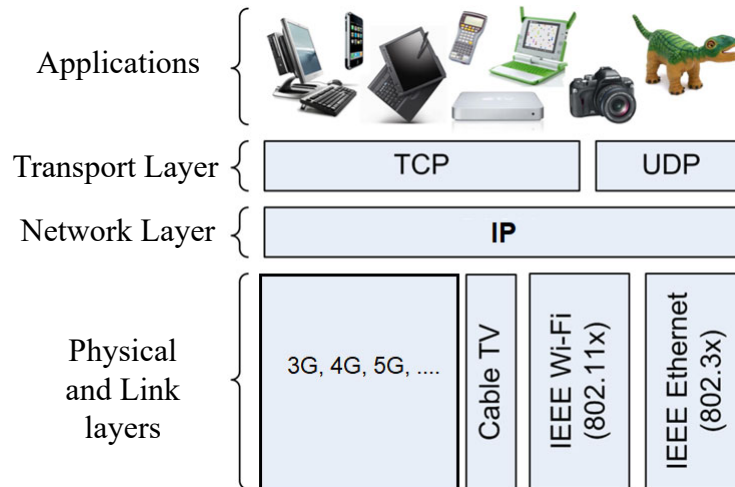 Applications
Transport Layer
TCP
UDP
Network Layer
IP
Physical
and Link
layers
3G, 4G, 5G, ....
Cable TV
IEEE Wi-Fi
(802.11x)
IEEE Ethernet
(802.3x)